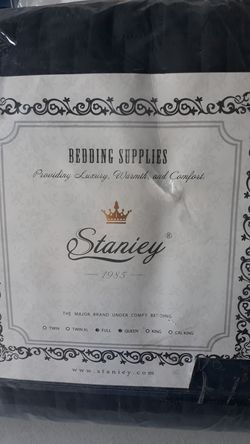 BEDDING SUPPLIES
Providing Luxury, Warmth, and Comfort
Staniey®
1985
THE MAJOR BRAND UNDER COMFY BEDDING
TWIN TWIN XL FULL QUEEN KING CAL KING
www.staniey.com